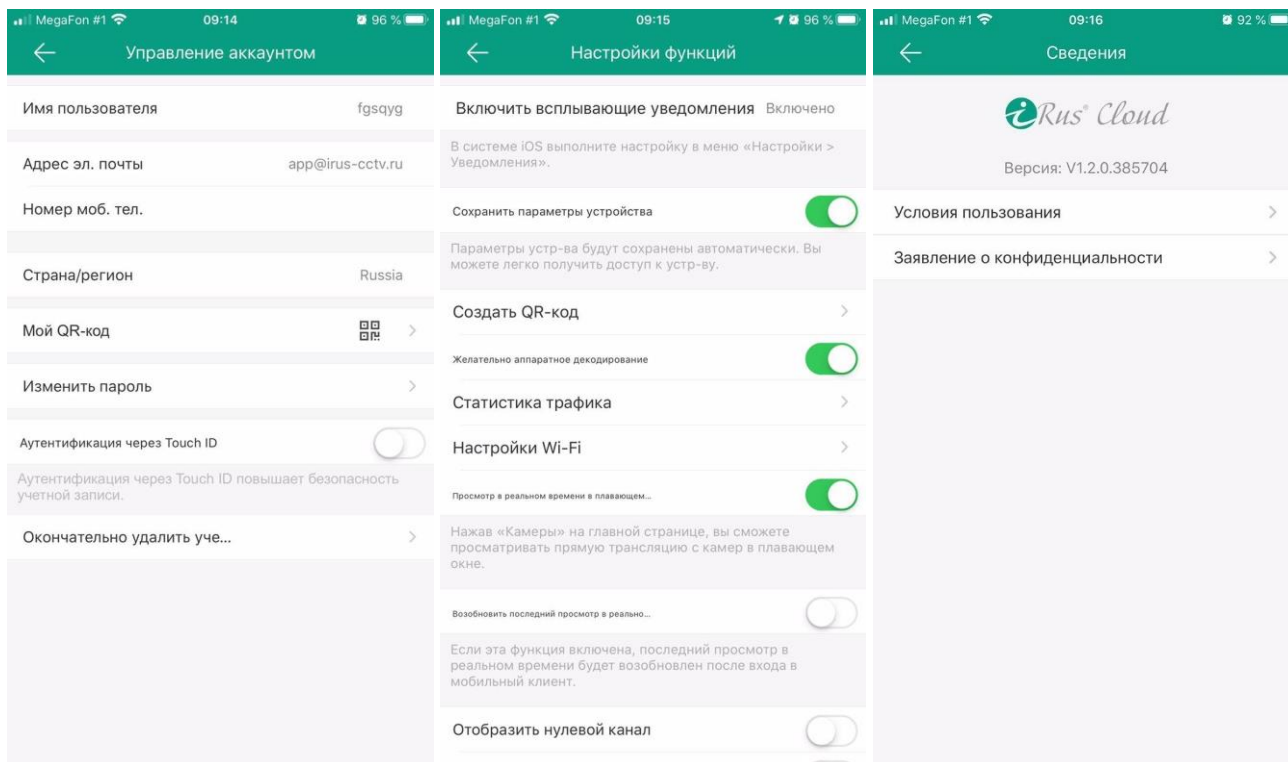 MegaFon #1 09:14 96 %
Управление аккаунтом
Имя пользователя fgsqyg
Адрес эл. почты app@irus-cctv.ru
Номер моб. тел.
Страна/регион Russia
Мой QR-код
Изменить пароль
Аутентификация через Touch ID
Аутентификация через Touch ID повышает безопасность
учетной записи.
Окончательно удалить уче...
MegaFon #1 09:15 96 %
Настройки функций
Включить всплывающие уведомления Включено
В системе iOS выполните настройку в меню «Настройки >
Уведомления».
Сохранить параметры устройства
Параметры устр-ва будут сохранены автоматически. Вы
можете легко получить доступ к устр-ву.
Создать QR-код
Желательно аппаратное декодирование
Статистика трафика
Настройки Wi-Fi
Просмотр в реальном времени в плавающем...
Нажав «Камеры» на главной странице, вы сможете
просматривать прямую трансляцию с камер в плавающем
окне.
Возобновить последний просмотр в реально...
Если эта функция включена, последний просмотр в
реальном времени будет возобновлен после входа в
мобильный клиент.
Отобразить нулевой канал
MegaFon #1 09:16 92 %
Сведения
iRus® Cloud
Версия: V1.2.0.385704
Условия пользования
Заявление о конфиденциальности